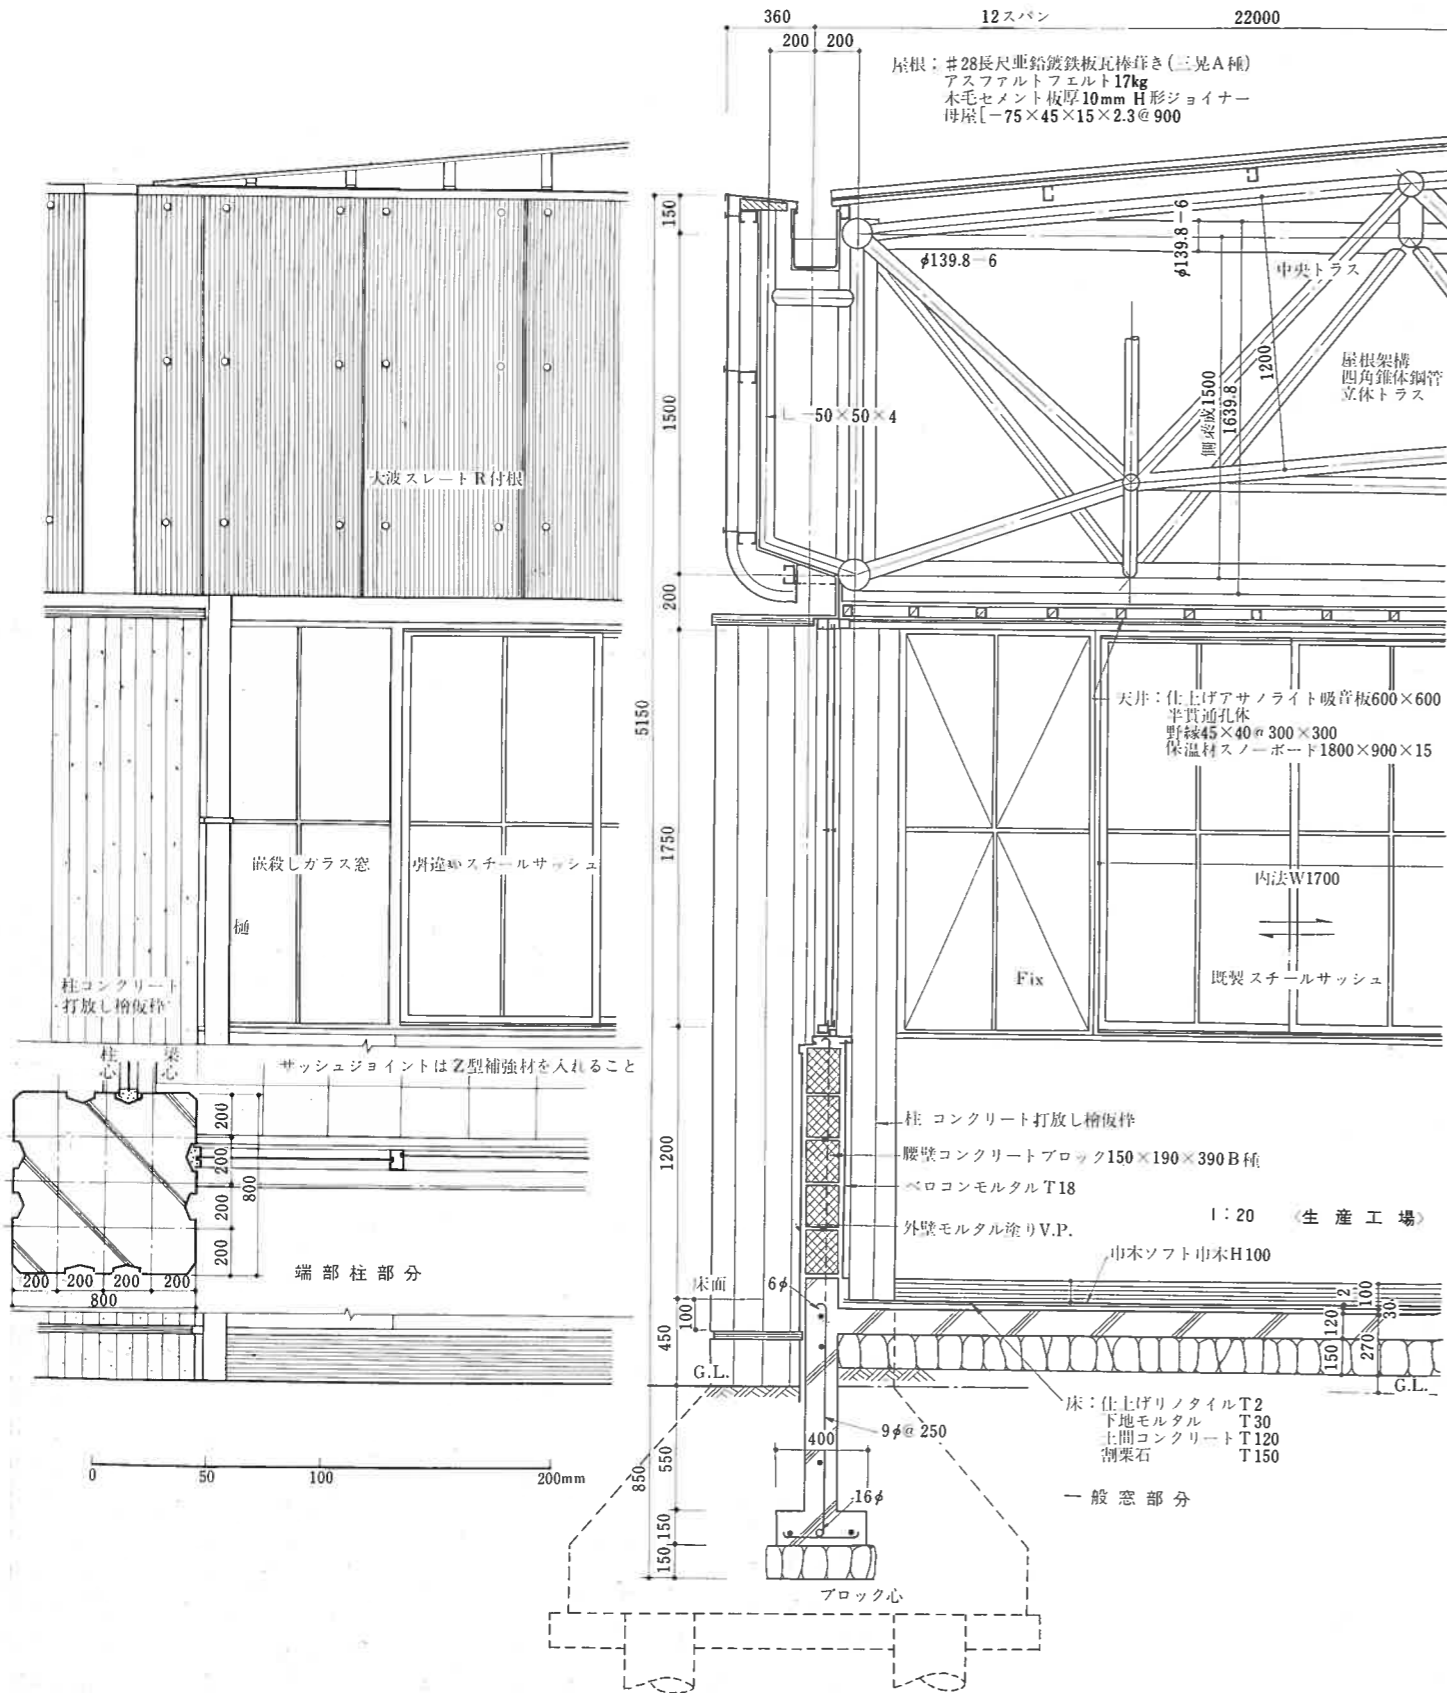 360
12スパン
22000
200
200
屋根：#28長尺亜鉛鍍鉄板瓦棒葺き(三晃A種)
アスファルトフェルト17kg
木毛セメント板厚10mm H形ジョイナー
母屋[－75×45×15×2.3@900
150
φ139.8－6
φ139.8－6
中央トラス
屋根架構
四角錐体鋼管
立体トラス
1200
側梁成1500
1639.8
1500
L－50×50×4
大波スレートR付根
200
5150
天井：仕上げアサノライト吸音板600×600
半貫通孔休
野縁45×40@300×300
保温材スノーボード1800×900×15
1750
嵌殺しガラス窓
引違いスチールサッシュ
内法W1700
樋
Fix
既製スチールサッシュ
柱コンクリート
打放し檜仮枠
柱心
梁心
サッシュジョイントはZ型補強材を入れること
200
200
200
200
800
1200
柱 コンクリート打放し檜仮枠
腰壁コンクリートブロック150×190×390B種
ベロコンモルタルT18
1：20
《生産工場》
外壁モルタル塗りV.P.
巾木ソフト巾木H100
端部柱部分
200
200
200
200
800
床面
6φ
100
450
2
100
30
120
150
270
G.L.
G.L.
床：仕上げリノタイルT2
下地モルタル T30
土間コンクリートT120
割栗石 T150
9φ@250
400
550
850
16φ
150
150
一般窓部分
0
50
100
200mm
ブロック心